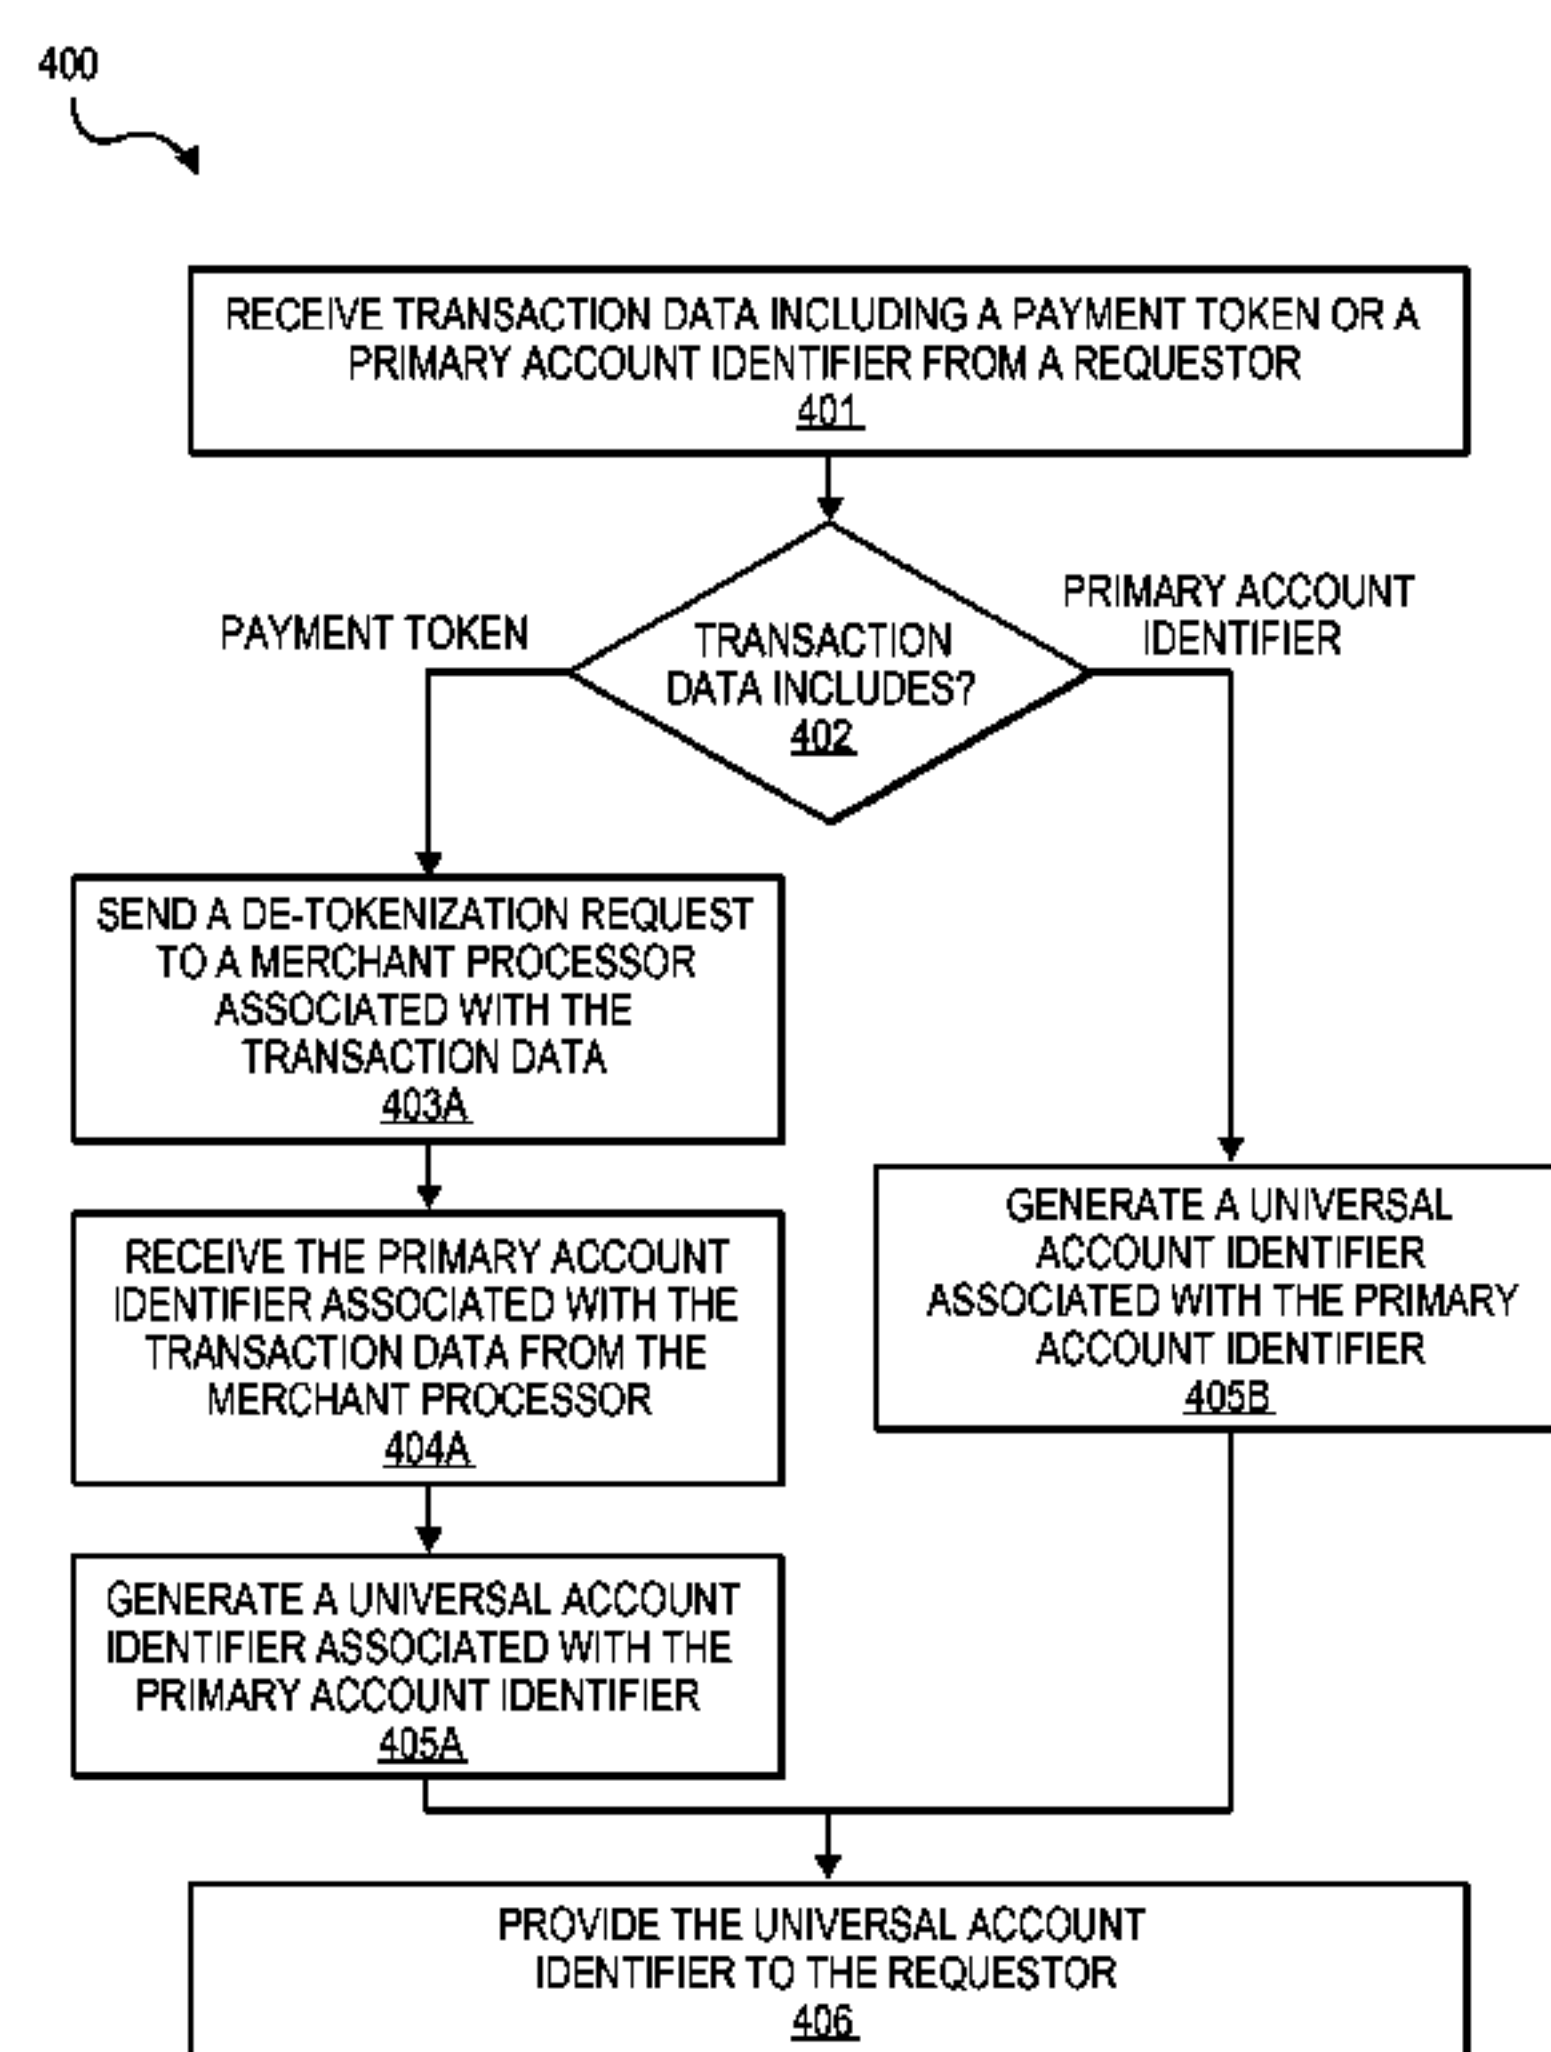 400
RECEIVE TRANSACTION DATA INCLUDING A PAYMENT TOKEN OR A
PRIMARY ACCOUNT IDENTIFIER FROM A REQUESTOR
401
PAYMENT TOKEN
TRANSACTION
DATA INCLUDES?
402
PRIMARY ACCOUNT
IDENTIFIER
SEND A DE-TOKENIZATION REQUEST
TO A MERCHANT PROCESSOR
ASSOCIATED WITH THE
TRANSACTION DATA
403A
RECEIVE THE PRIMARY ACCOUNT
IDENTIFIER ASSOCIATED WITH THE
TRANSACTION DATA FROM THE
MERCHANT PROCESSOR
404A
GENERATE A UNIVERSAL
ACCOUNT IDENTIFIER
ASSOCIATED WITH THE PRIMARY
ACCOUNT IDENTIFIER
405B
GENERATE A UNIVERSAL ACCOUNT
IDENTIFIER ASSOCIATED WITH THE
PRIMARY ACCOUNT IDENTIFIER
405A
PROVIDE THE UNIVERSAL ACCOUNT
IDENTIFIER TO THE REQUESTOR
406